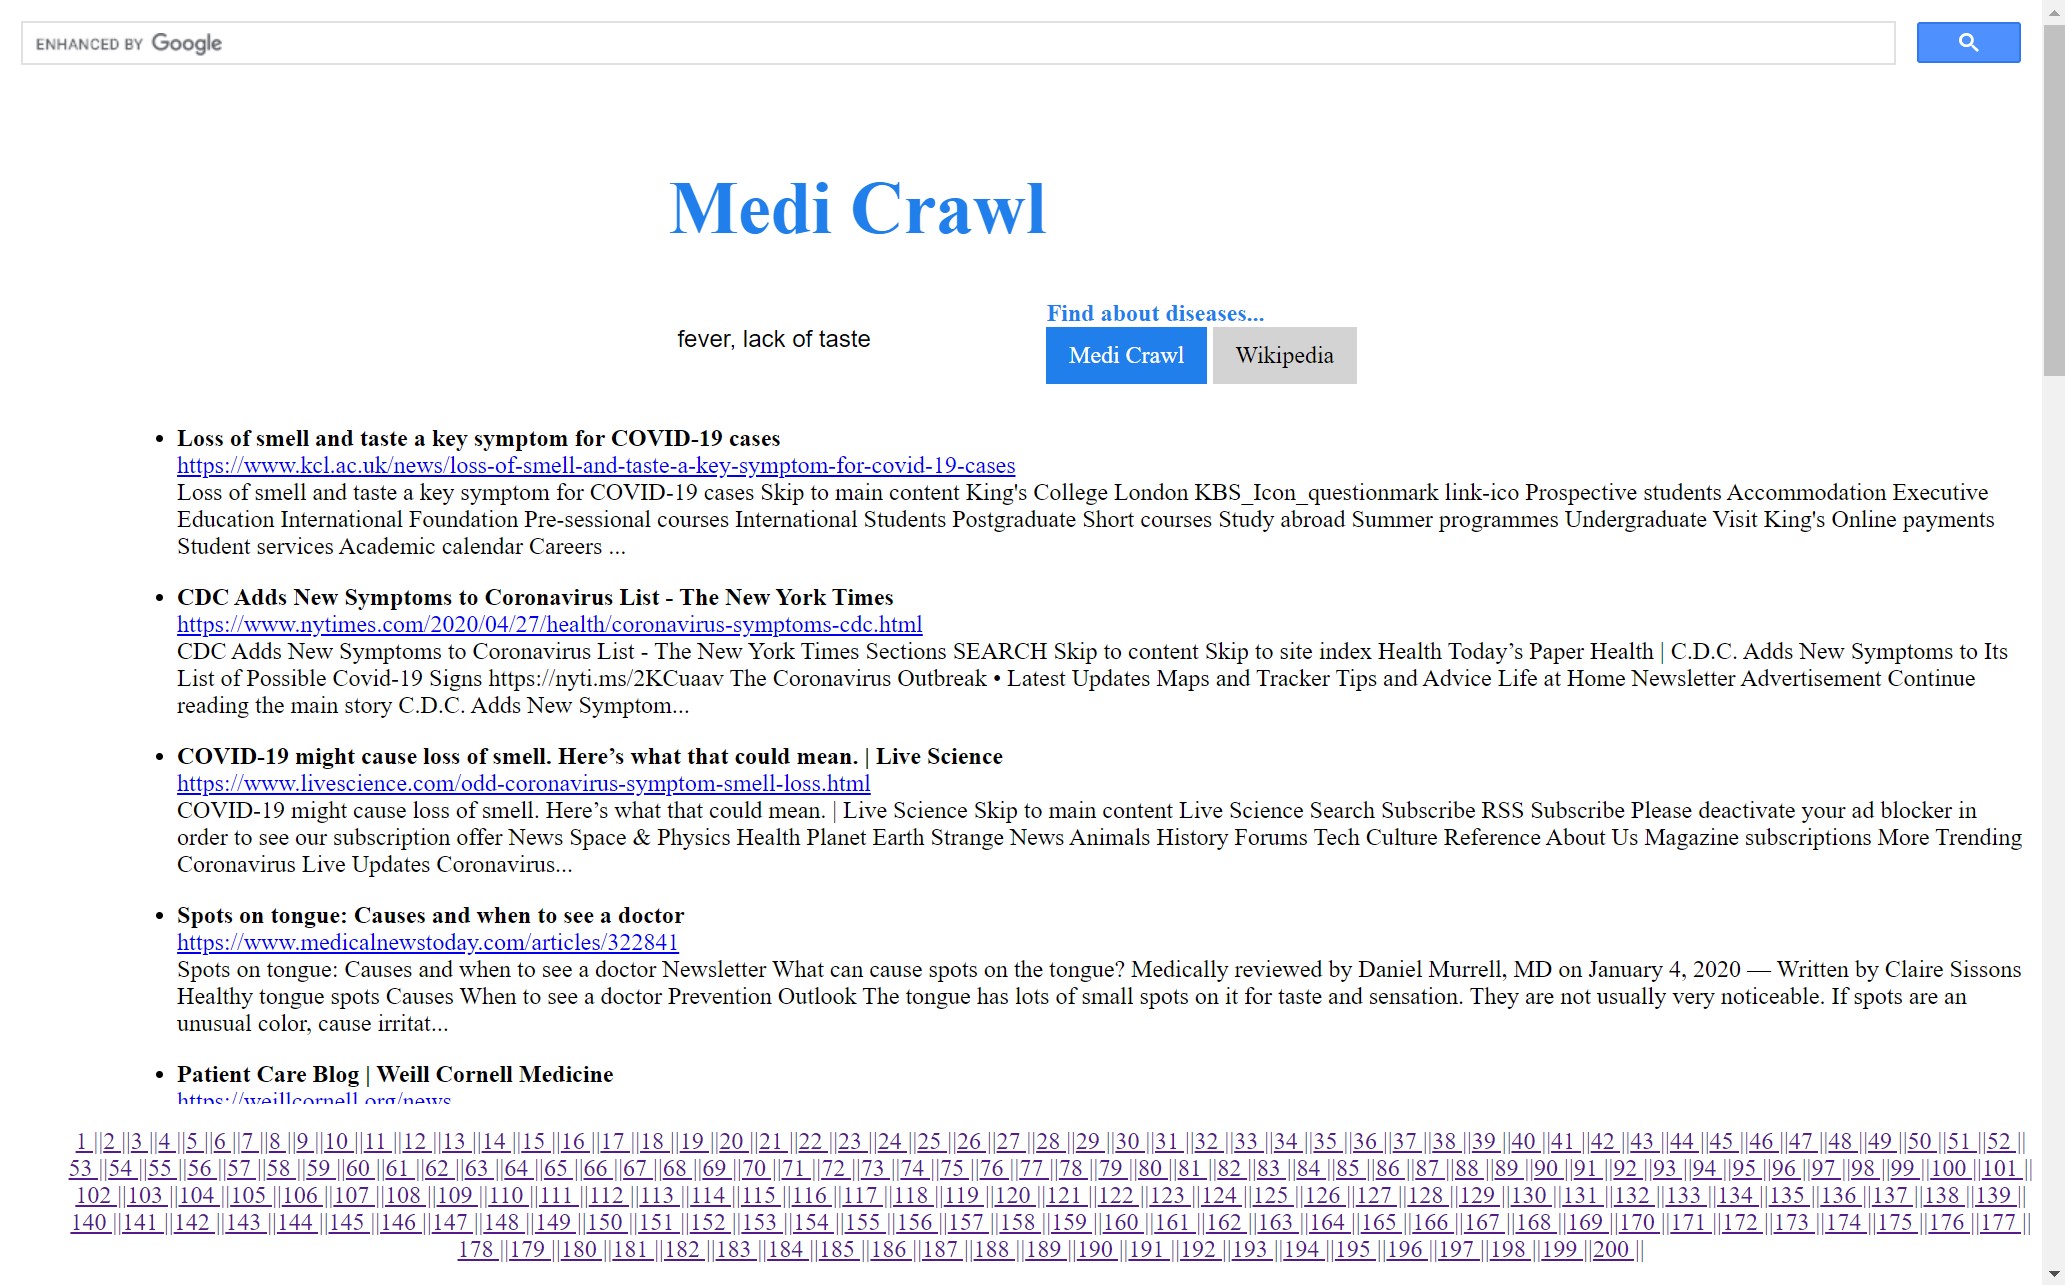 ENHANCED BY Google
Medi Crawl
Find about diseases...
fever, lack of taste
Medi Crawl
Wikipedia
• Loss of smell and taste a key symptom for COVID-19 cases
https://www.kcl.ac.uk/news/loss-of-smell-and-taste-a-key-symptom-for-covid-19-cases
Loss of smell and taste a key symptom for COVID-19 cases Skip to main content King's College London KBS_Icon_questionmark link-ico Prospective students Accommodation Executive
Education International Foundation Pre-sessional courses International Students Postgraduate Short courses Study abroad Summer programmes Undergraduate Visit King's Online payments
Student services Academic calendar Careers ...
• CDC Adds New Symptoms to Coronavirus List - The New York Times
https://www.nytimes.com/2020/04/27/health/coronavirus-symptoms-cdc.html
CDC Adds New Symptoms to Coronavirus List - The New York Times Sections SEARCH Skip to content Skip to site index Health Today’s Paper Health | C.D.C. Adds New Symptoms to Its
List of Possible Covid-19 Signs https://nyti.ms/2KCuaav The Coronavirus Outbreak • Latest Updates Maps and Tracker Tips and Advice Life at Home Newsletter Advertisement Continue
reading the main story C.D.C. Adds New Symptom...
• COVID-19 might cause loss of smell. Here’s what that could mean. | Live Science
https://www.livescience.com/odd-coronavirus-symptom-smell-loss.html
COVID-19 might cause loss of smell. Here’s what that could mean. | Live Science Skip to main content Live Science Search Subscribe RSS Subscribe Please deactivate your ad blocker in
order to see our subscription offer News Space & Physics Health Planet Earth Strange News Animals History Forums Tech Culture Reference About Us Magazine subscriptions More Trending
Coronavirus Live Updates Coronavirus...
• Spots on tongue: Causes and when to see a doctor
https://www.medicalnewstoday.com/articles/322841
Spots on tongue: Causes and when to see a doctor Newsletter What can cause spots on the tongue? Medically reviewed by Daniel Murrell, MD on January 4, 2020 — Written by Claire Sissons
Healthy tongue spots Causes When to see a doctor Prevention Outlook The tongue has lots of small spots on it for taste and sensation. They are not usually very noticeable. If spots are an
unusual color, cause irritat...
• Patient Care Blog | Weill Cornell Medicine
https://weillcornell.org/news
1 ||2 ||3 ||4 ||5 ||6 ||7 ||8 ||9 ||10 ||11 ||12 ||13 ||14 ||15 ||16 ||17 ||18 ||19 ||20 ||21 ||22 ||23 ||24 ||25 ||26 ||27 ||28 ||29 ||30 ||31 ||32 ||33 ||34 ||35 ||36 ||37 ||38 ||39 ||40 ||41 ||42 ||43 ||44 ||45 ||46 ||47 ||48 ||49 ||50 ||51 ||52 ||
53 ||54 ||55 ||56 ||57 ||58 ||59 ||60 ||61 ||62 ||63 ||64 ||65 ||66 ||67 ||68 ||69 ||70 ||71 ||72 ||73 ||74 ||75 ||76 ||77 ||78 ||79 ||80 ||81 ||82 ||83 ||84 ||85 ||86 ||87 ||88 ||89 ||90 ||91 ||92 ||93 ||94 ||95 ||96 ||97 ||98 ||99 ||100 ||101 ||
102 ||103 ||104 ||105 ||106 ||107 ||108 ||109 ||110 ||111 ||112 ||113 ||114 ||115 ||116 ||117 ||118 ||119 ||120 ||121 ||122 ||123 ||124 ||125 ||126 ||127 ||128 ||129 ||130 ||131 ||132 ||133 ||134 ||135 ||136 ||137 ||138 ||139 ||
140 ||141 ||142 ||143 ||144 ||145 ||146 ||147 ||148 ||149 ||150 ||151 ||152 ||153 ||154 ||155 ||156 ||157 ||158 ||159 ||160 ||161 ||162 ||163 ||164 ||165 ||166 ||167 ||168 ||169 ||170 ||171 ||172 ||173 ||174 ||175 ||176 ||177 ||
178 ||179 ||180 ||181 ||182 ||183 ||184 ||185 ||186 ||187 ||188 ||189 ||190 ||191 ||192 ||193 ||194 ||195 ||196 ||197 ||198 ||199 ||200 ||